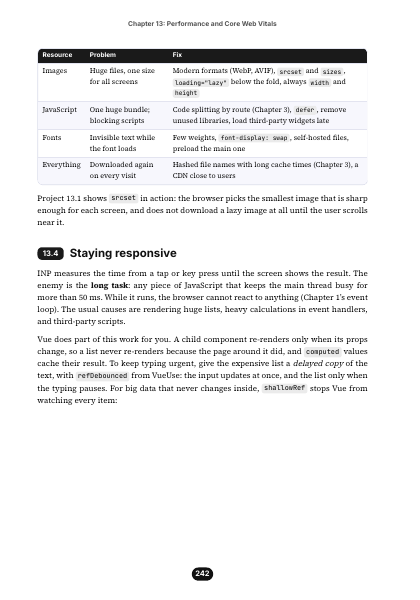 Chapter 13: Performance and Core Web Vitals
Resource Problem Fix
Images Huge files, one size for all screens Modern formats (WebP, AVIF), srcset and sizes, loading="lazy" below the fold, always width and height
JavaScript One huge bundle; blocking scripts Code splitting by route (Chapter 3), defer, remove unused libraries, load third-party widgets late
Fonts Invisible text while the font loads Few weights, font-display: swap, self-hosted files, preload the main one
Everything Downloaded again on every visit Hashed file names with long cache times (Chapter 3), a CDN close to users
Project 13.1 shows srcset in action: the browser picks the smallest image that is sharp
enough for each screen, and does not download a lazy image at all until the user scrolls
near it.
13.4 Staying responsive
INP measures the time from a tap or key press until the screen shows the result. The
enemy is the long task: any piece of JavaScript that keeps the main thread busy for
more than 50 ms. While it runs, the browser cannot react to anything (Chapter 1's event
loop). The usual causes are rendering huge lists, heavy calculations in event handlers,
and third-party scripts.
Vue does part of this work for you. A child component re-renders only when its props
change, so a list never re-renders because the page around it did, and computed values
cache their result. To keep typing urgent, give the expensive list a delayed copy of the
text, with refDebounced from VueUse: the input updates at once, and the list only when
the typing pauses. For big data that never changes inside, shallowRef stops Vue from
watching every item:
242